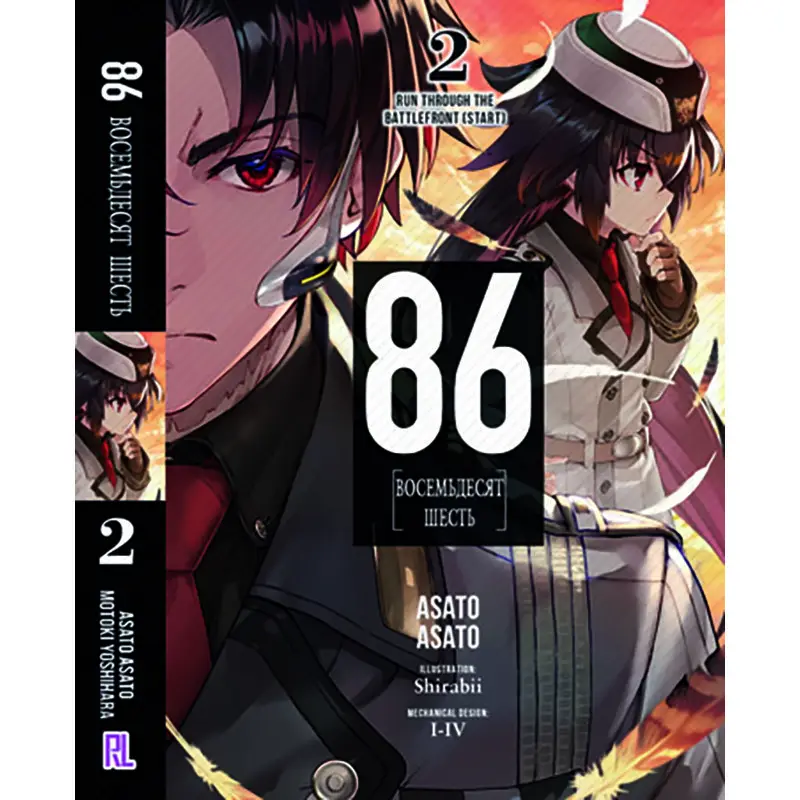 86 ВОСЕМЬДЕСЯТ ШЕСТЬ
2
ASATO ASATO
MOTOKI YOSHIHARA
RL
2
RUN THROUGH THE
BATTLEFRONT (START)
86
ВОСЕМЬДЕСЯТ
ШЕСТЬ
ASATO
ASATO
ILLUSTRATION:
Shirabii
MECHANICAL DESIGN:
I-IV